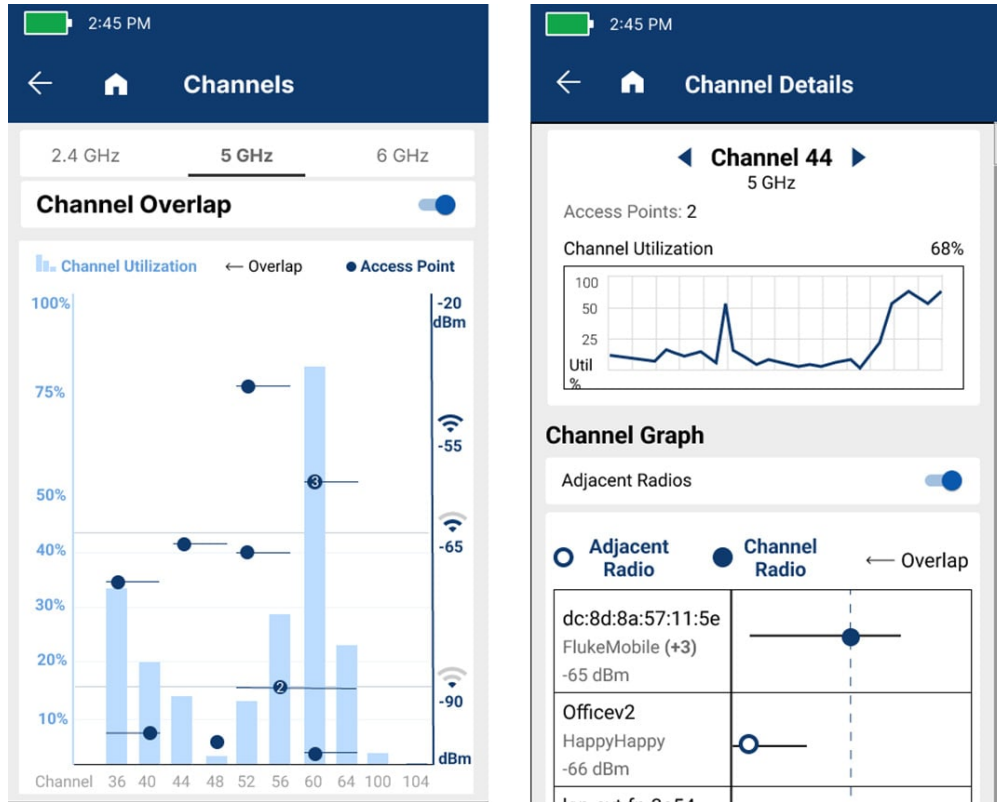 2:45 PM
Channels
2.4 GHz 5 GHz 6 GHz
Channel Overlap
Channel Utilization ← Overlap Access Point
100%
75%
50%
40%
30%
20%
10%
-20
dBm
-55
-65
-90
dBm
3
2
Channel 36 40 44 48 52 56 60 64 100 104
2:45 PM
Channel Details
Channel 44
5 GHz
Access Points: 2
Channel Utilization 68%
100
50
25
Util
%
Channel Graph
Adjacent Radios
Adjacent
Radio
Channel
Radio
← Overlap
dc:8d:8a:57:11:5e
FlukeMobile (+3)
-65 dBm
Officev2
HappyHappy
-66 dBm